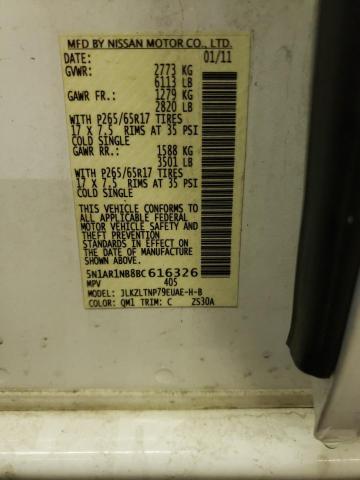 MFD BY NISSAN MOTOR CO., LTD.
DATE: 01/11
GVWR: 2773 KG
6113 LB
GAWR FR.: 1279 KG
2820 LB
WITH P265/65R17 TIRES
17 X 7.5 RIMS AT 35 PSI
COLD SINGLE
GAWR RR.: 1588 KG
3501 LB
WITH P265/65R17 TIRES
17 X 7.5 RIMS AT 35 PSI
COLD SINGLE
THIS VEHICLE CONFORMS TO
ALL APPLICABLE FEDERAL
MOTOR VEHICLE SAFETY
STANDARDS IN EFFECT ON
THE DATE OF MANUFACTURE
SHOWN ABOVE.
5N1AR1NB8BC616326
MPV 405
MODEL: JLKZLTNP79EUAE-H-B
COLOR: QM1 TRIM: C ZS30A